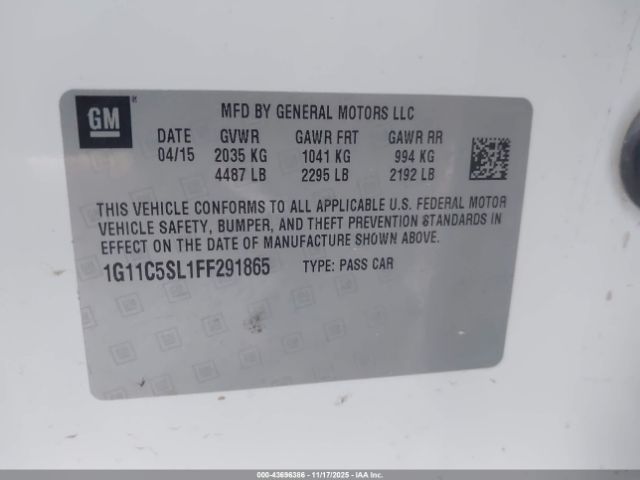 GM
MFD BY GENERAL MOTORS LLC
DATE GVWR GAWR FRT GAWR RR
04/15 2035 KG 1041 KG 994 KG
4487 LB 2295 LB 2192 LB
THIS VEHICLE CONFORMS TO ALL APPLICABLE U.S. FEDERAL MOTOR
VEHICLE SAFETY, BUMPER, AND THEFT PREVENTION STANDARDS IN
EFFECT ON THE DATE OF MANUFACTURE SHOWN ABOVE.
1G11C5SL1FF291865 TYPE: PASS CAR
000-43696386 - 11/17/2025 - IAAI.COM